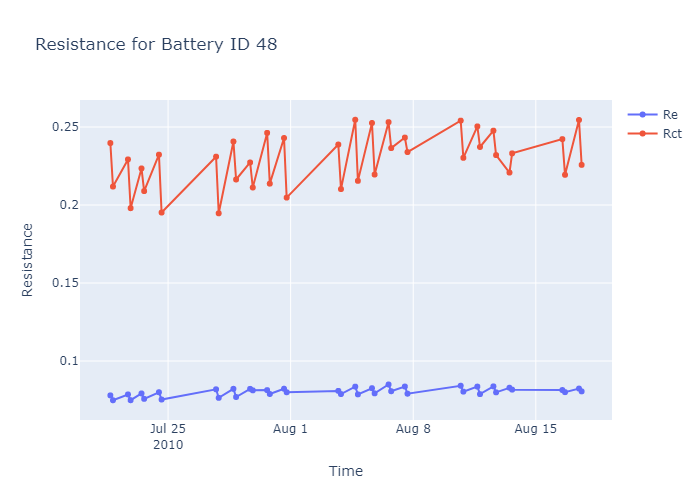 Resistance for Battery ID 48
Re
Rct
0.25
0.2
0.15
0.1
Resistance
Jul 25
2010
Aug 1
Aug 8
Aug 15
Time